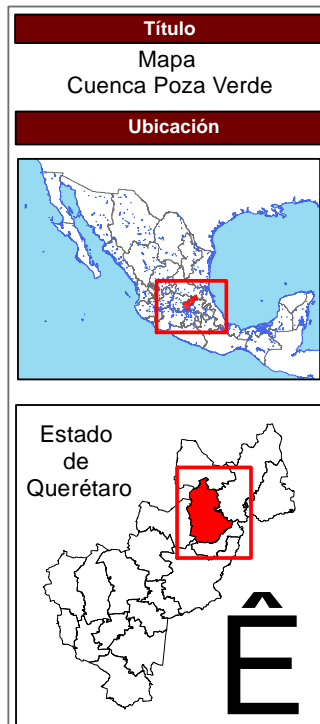 Título
Mapa
Cuenca Poza Verde
Ubicación
Estado
de
Querétaro
Ê